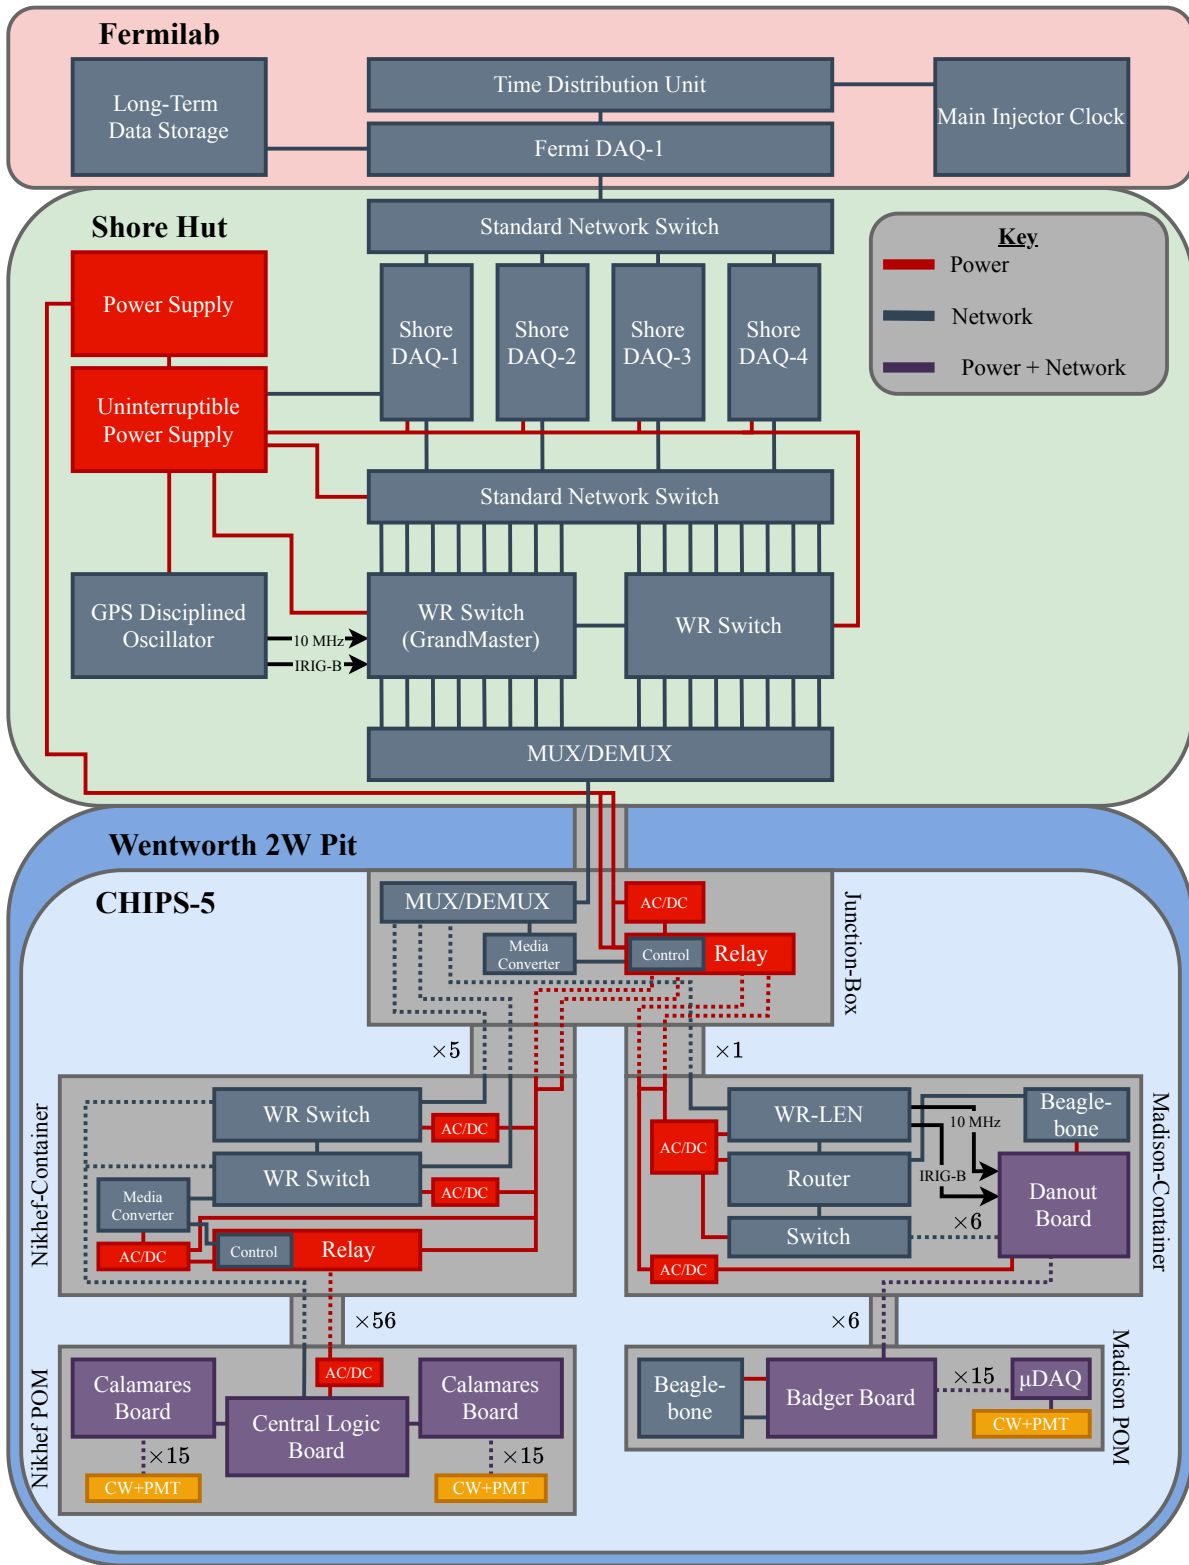 Fermilab
Long-Term
Data Storage
Time Distribution Unit
Fermi DAQ-1
Main Injector Clock
Shore Hut
Standard Network Switch
Key
Power
Network
Power + Network
Power Supply
Uninterruptible
Power Supply
Shore
DAQ-1
Shore
DAQ-2
Shore
DAQ-3
Shore
DAQ-4
Standard Network Switch
GPS Disciplined
Oscillator
10 MHz
IRIG-B
WR Switch
(GrandMaster)
WR Switch
MUX/DEMUX
Wentworth 2W Pit
CHIPS-5
MUX/DEMUX
AC/DC
Media
Converter
Control
Relay
Junction-Box
×5
×1
Nikhef-Container
WR Switch
AC/DC
WR Switch
AC/DC
Media
Converter
AC/DC
Control
Relay
Madison-Container
WR-LEN
10 MHz
IRIG-B
Beagle-
bone
AC/DC
Router
Danout
Board
Switch
×6
AC/DC
×56
×6
Nikhef POM
Calamares
Board
AC/DC
Calamares
Board
Central Logic
Board
×15
×15
CW+PMT
CW+PMT
Madison POM
Beagle-
bone
Badger Board
×15
μDAQ
CW+PMT